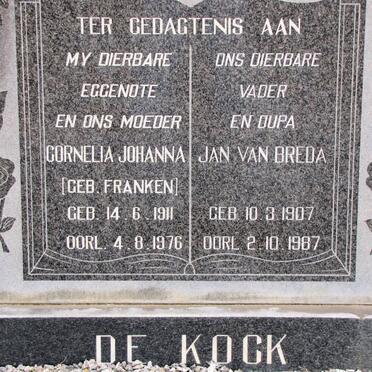 TER GEDAGTENIS AAN
MY DIERBARE
EGGENOTE
EN ONS MOEDER
CORNELIA JOHANNA
[GEB. FRANKEN]
GEB. 14.6.1911
OORL. 4.8.1976
ONS DIERBARE
VADER
EN OUPA
JAN VAN BREDA
GEB. 10.3.1907
OORL. 2.10.1987
DE KOCK